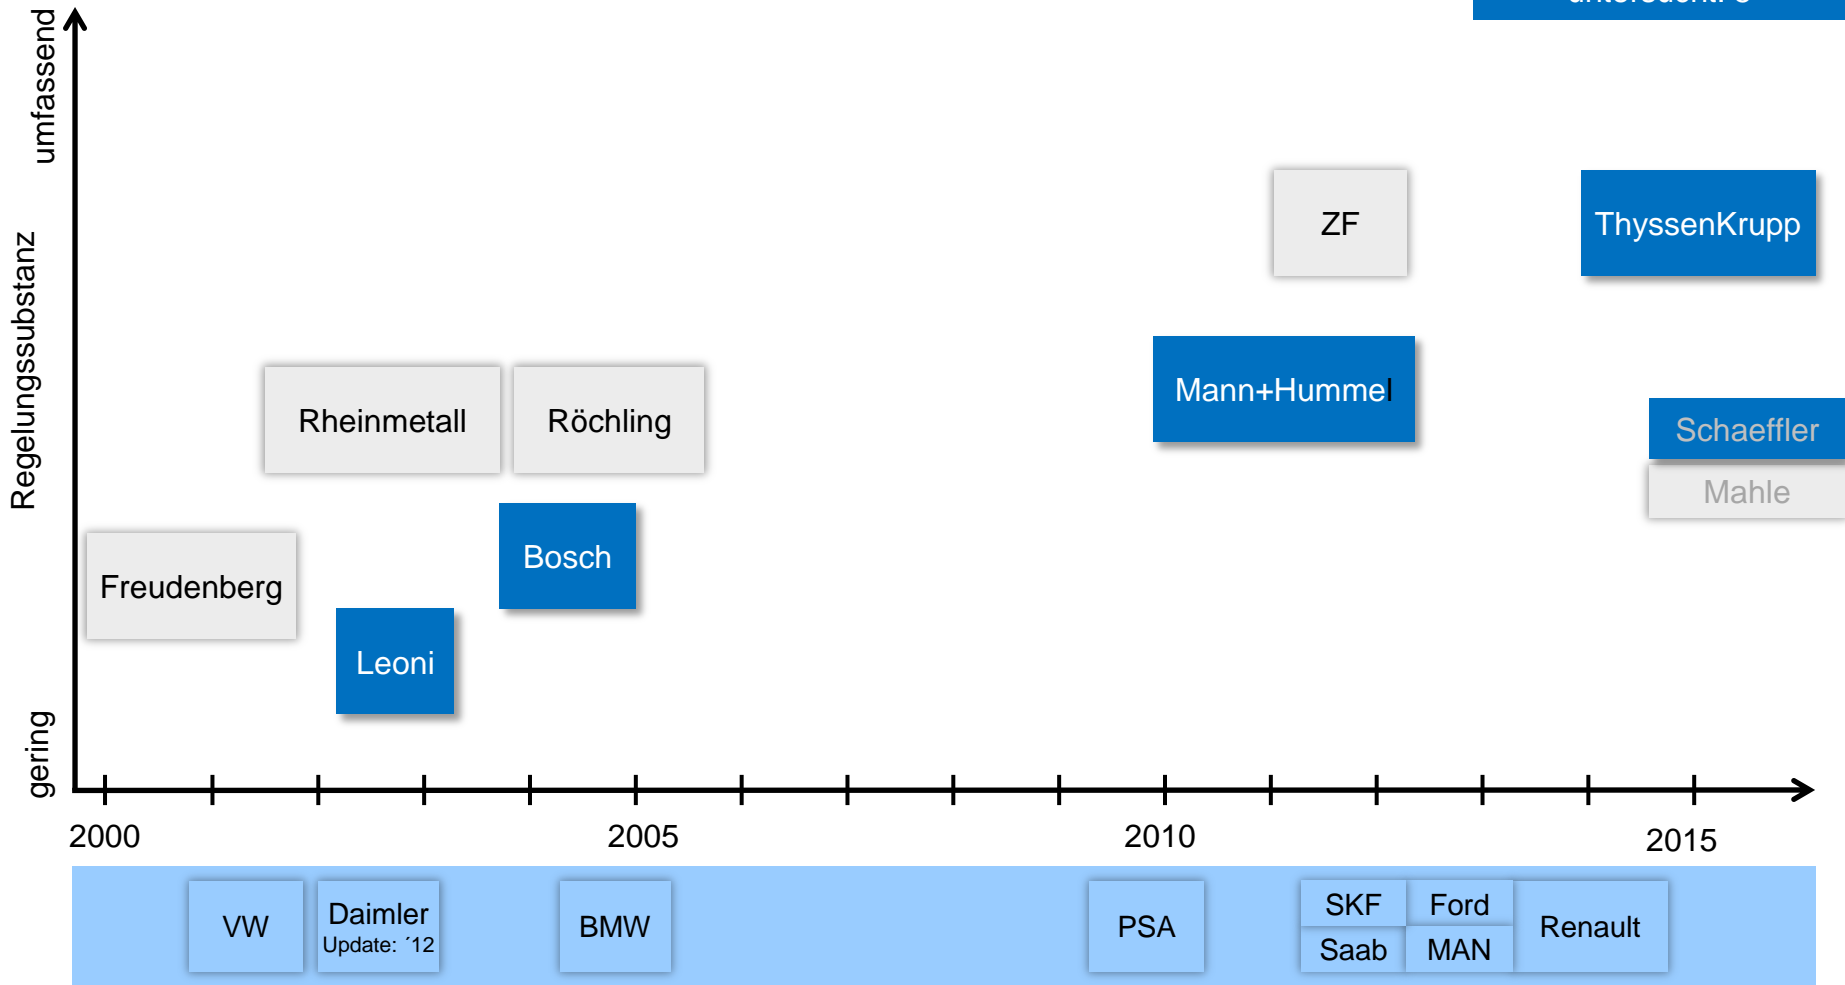 umfassend
Regelungssubstanz
gering
ZF
ThyssenKrupp
Mann+Hummel
Rheinmetall
Röchling
Schaeffler
Mahle
Bosch
Freudenberg
Leoni
2000
2005
2010
2015
VW
Daimler
Update: ´12
BMW
PSA
SKF
Ford
Saab
MAN
Renault